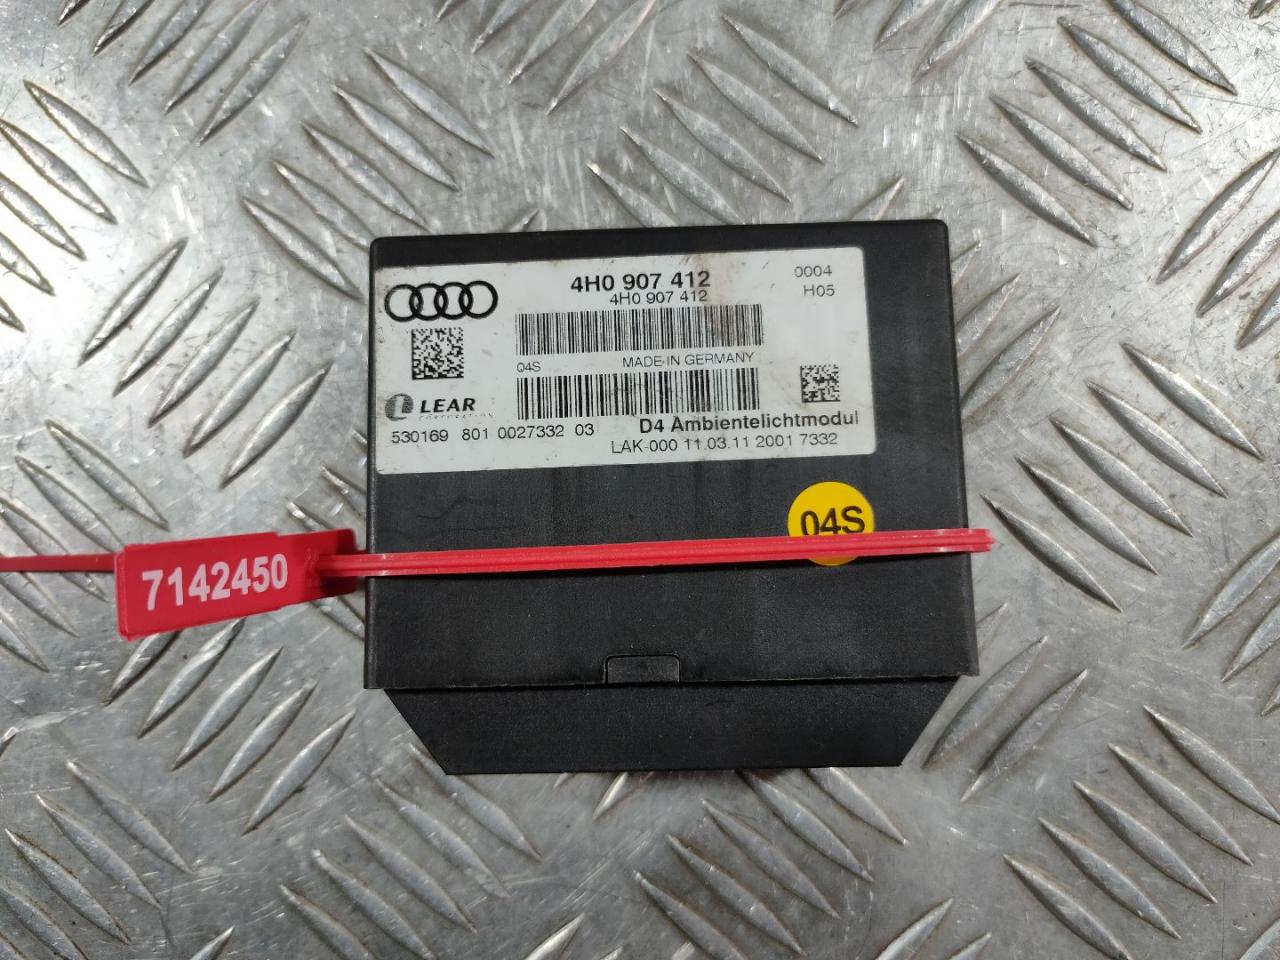 4H0 907 412
0004
4H0 907 412
H05
04S
MADE-IN GERMANY
LEAR
CORPORATION
D4 Ambientelichtmodul
530169 801 0027332 03
LAK-000 11.03.11 2001 7332
04S
7142450